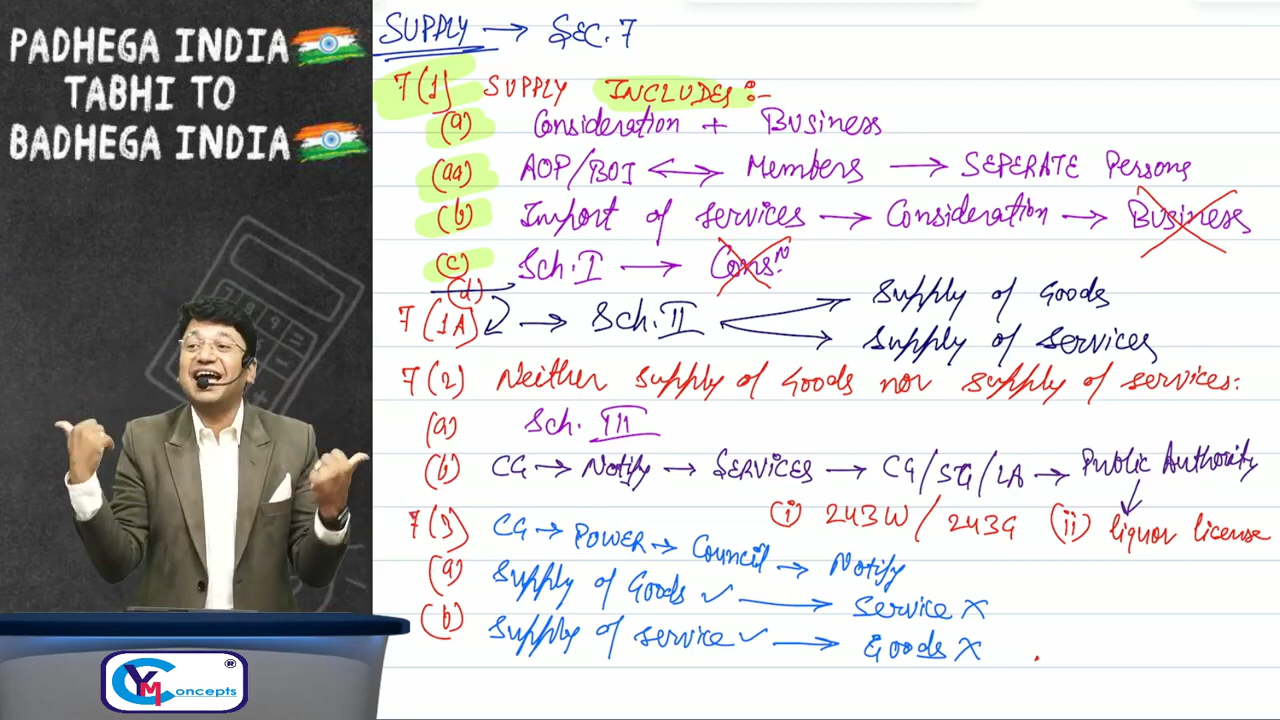 PADHEGA INDIA
TABHI TO
BADHEGA INDIA
SUPPLY → SEC. 7
7(1) SUPPLY INCLUDES :-
(a) Consideration + Business
(aa) AOP/BOI ↔ Members → SEPERATE Persons
(b) Import of services → Consideration → Business
(c) Sch. I → Cons.N
(d)
7(1A) → Sch. II
Supply of Goods
Supply of services
7(2) Neither supply of Goods nor supply of services:
(a) Sch. III
(b) CG → Notify → SERVICES → CG/SG/LA → Public Authority
(i) 243W / 243G (ii) liquor license
7(3) CG → POWER → Council → Notify
(a) Supply of Goods ✓ → Service ✗
(b) Supply of service ✓ → Goods ✗
CYM Concepts ®